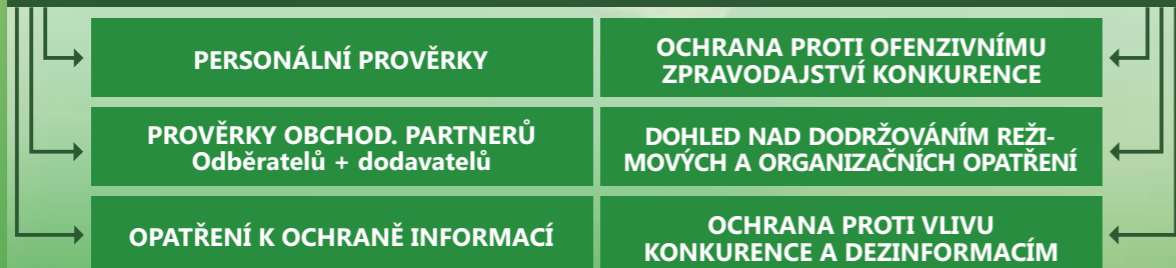 PERSONÁLNÍ PROVĚRKY
OCHRANA PROTI OFENZIVNÍMU
ZPRAVODAJSTVÍ KONKURENCE
PROVĚRKY OBCHOD. PARTNERŮ
Odběratelů + dodavatelů
DOHLED NAD DODRŽOVÁNÍM REŽI-
MOVÝCH A ORGANIZAČNÍCH OPATŘENÍ
OPATŘENÍ K OCHRANĚ INFORMACÍ
OCHRANA PROTI VLIVU
KONKURENCE A DEZINFORMACÍM